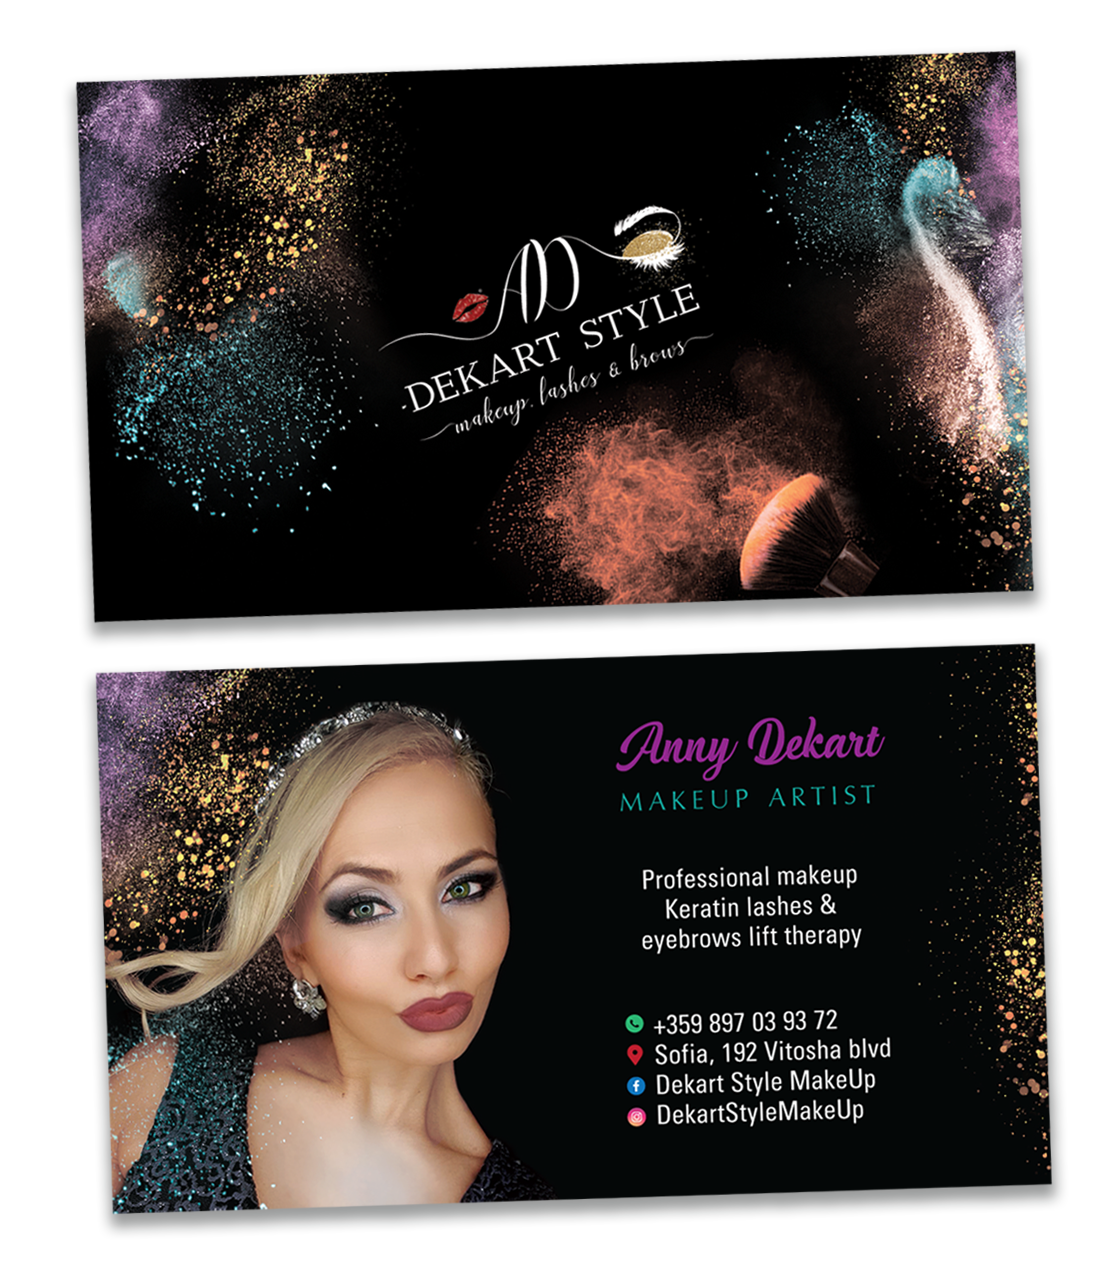 AD
DEKART STYLE
makeup, lashes & brows
Anny Dekart
MAKEUP ARTIST
Professional makeup
Keratin lashes &
eyebrows lift therapy
+359 897 03 93 72
Sofia, 192 Vitosha blvd
Dekart Style MakeUp
DekartStyleMakeUp